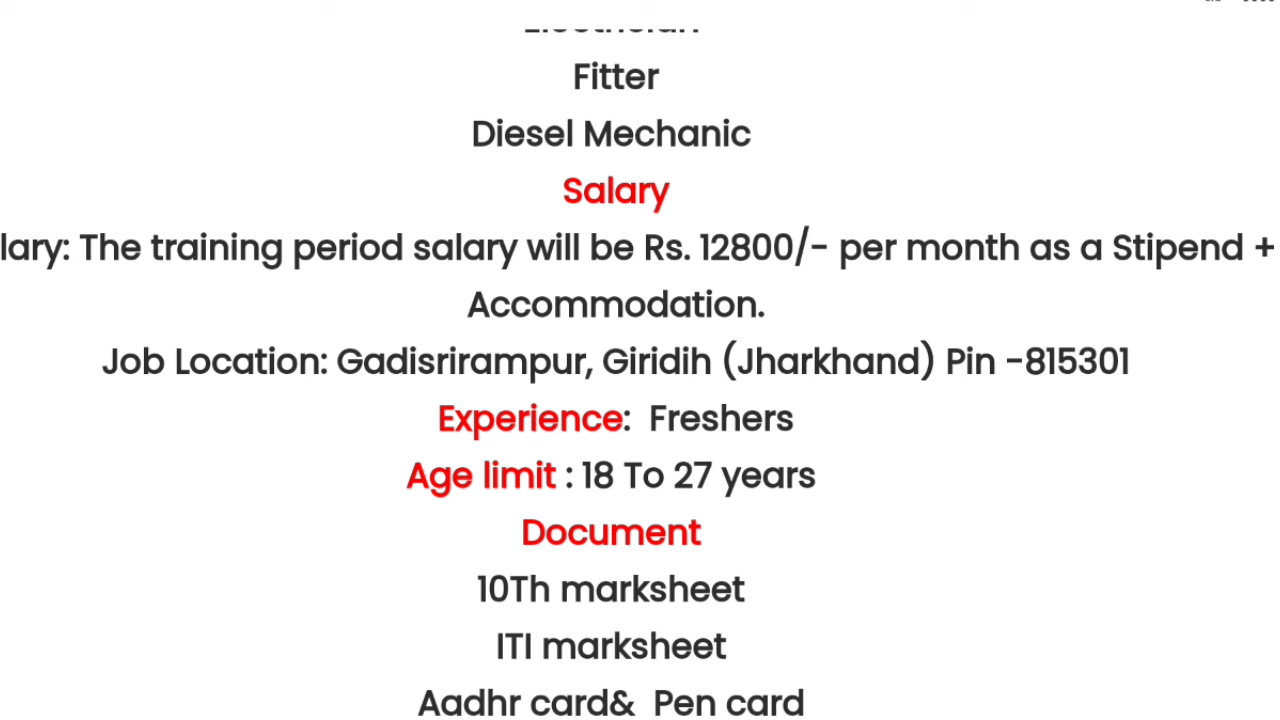 Fitter
Diesel Mechanic
Salary
lary: The training period salary will be Rs. 12800/- per month as a Stipend +
Accommodation.
Job Location: Gadisrirampur, Giridih (Jharkhand) Pin -815301
Experience: Freshers
Age limit : 18 To 27 years
Document
10Th marksheet
ITI marksheet
Aadhr card& Pen card